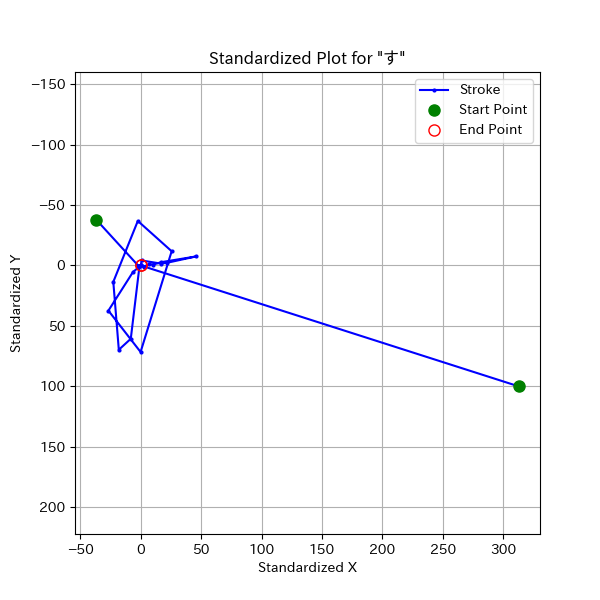 Standardized Plot for "す"
Stroke
Start Point
End Point
−150
−100
−50
0
50
100
150
200
Standardized Y
−50 0 50 100 150 200 250 300
Standardized X